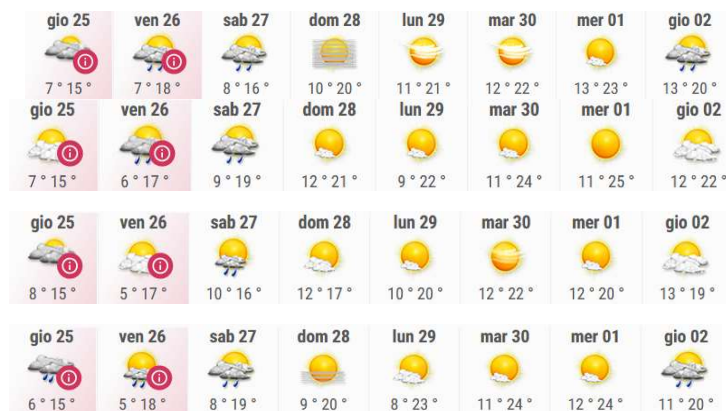 gio 25 ven 26 sab 27 dom 28 lun 29 mar 30 mer 01 gio 02
7 ° 15 ° 7 ° 18 ° 8 ° 16 ° 10 ° 20 ° 11 ° 21 ° 12 ° 22 ° 13 ° 23 ° 13 ° 20 °
gio 25 ven 26 sab 27 dom 28 lun 29 mar 30 mer 01 gio 02
7 ° 15 ° 6 ° 17 ° 9 ° 19 ° 12 ° 21 ° 9 ° 22 ° 11 ° 24 ° 11 ° 25 ° 12 ° 22 °
gio 25 ven 26 sab 27 dom 28 lun 29 mar 30 mer 01 gio 02
8 ° 15 ° 5 ° 17 ° 10 ° 16 ° 12 ° 17 ° 10 ° 20 ° 12 ° 22 ° 12 ° 20 ° 13 ° 19 °
gio 25 ven 26 sab 27 dom 28 lun 29 mar 30 mer 01 gio 02
6 ° 15 ° 5 ° 18 ° 8 ° 19 ° 9 ° 20 ° 8 ° 23 ° 11 ° 24 ° 12 ° 24 ° 11 ° 20 °